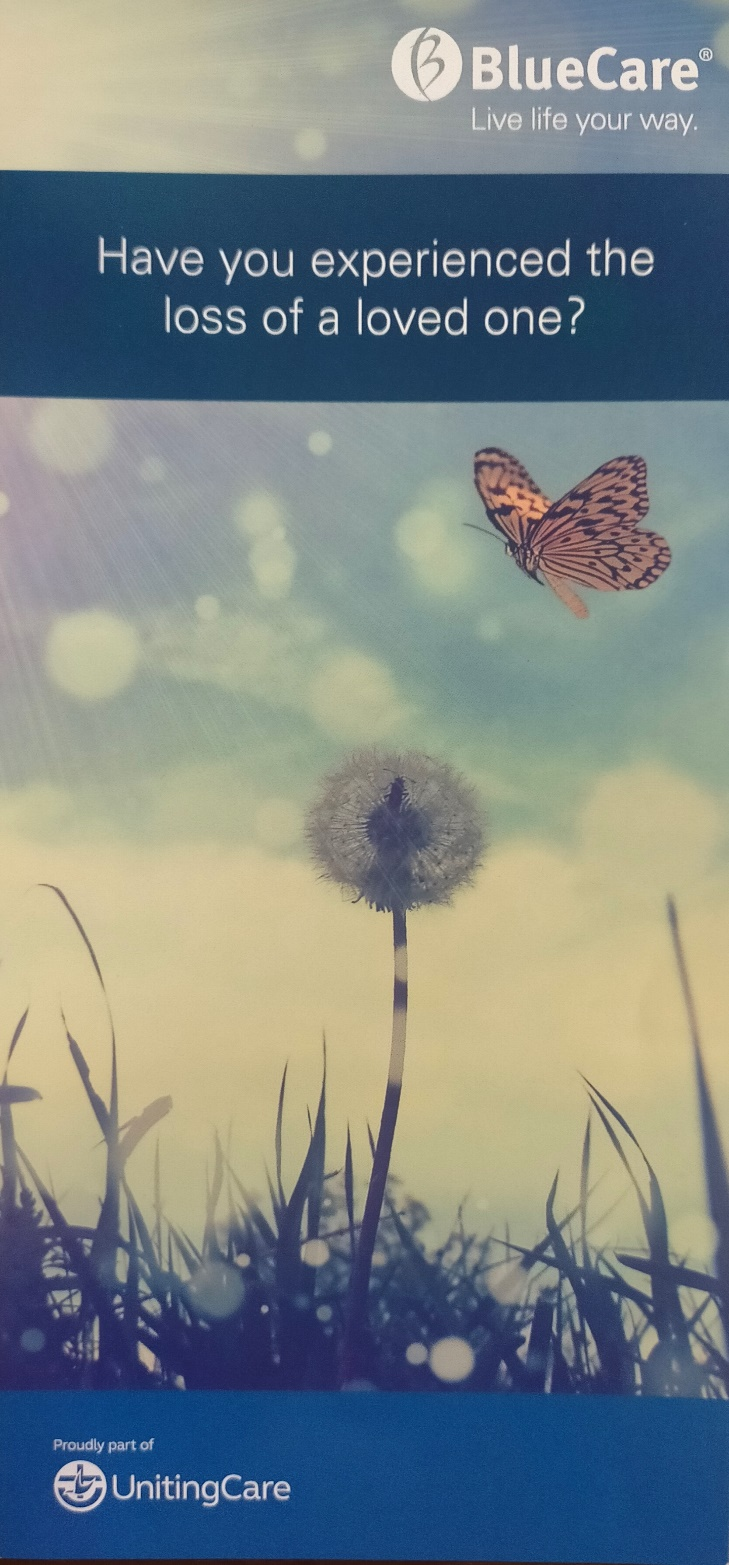 BlueCare®
Live life your way.
Have you experienced the
loss of a loved one?
Proudly part of
UnitingCare